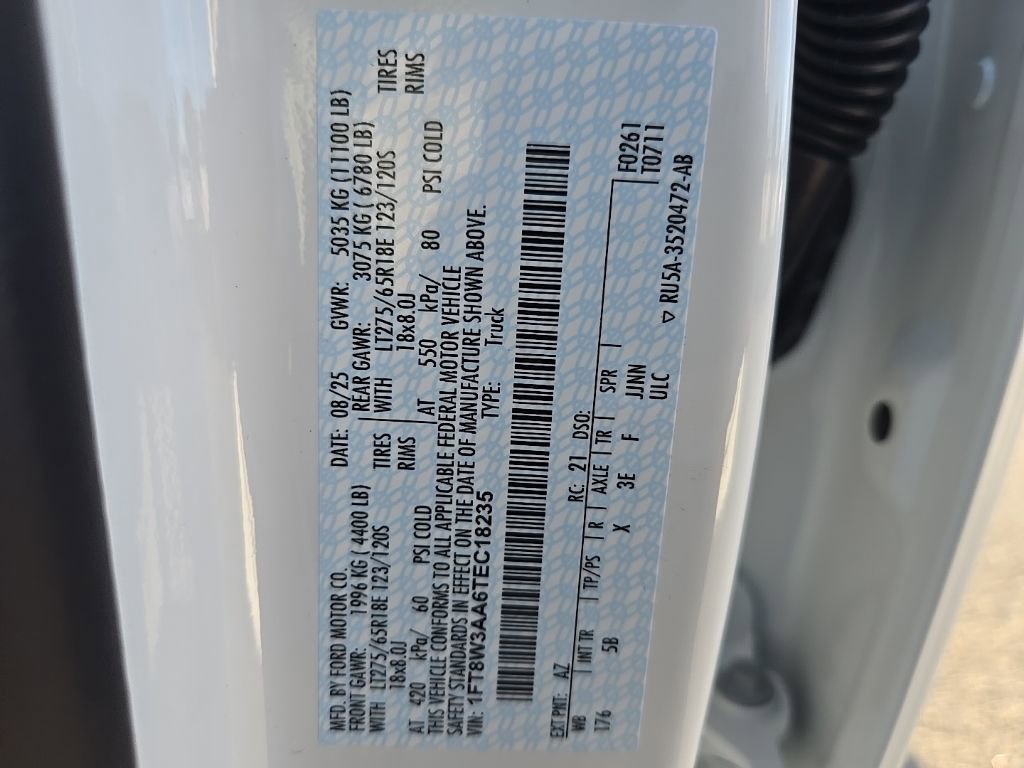 MFD. BY FORD MOTOR CO. DATE: 08/25 GVWR: 5035 KG (11100 LB)
FRONT GAWR: 1996 KG ( 4400 LB) REAR GAWR: 3075 KG ( 6780 LB)
WITH LT275/65R18E 123/120S TIRES WITH LT275/65R18E 123/120S TIRES
18x8.0J RIMS 18x8.0J RIMS
AT 420 kPa/ 60 PSI COLD AT 550 kPa/ 80 PSI COLD
THIS VEHICLE CONFORMS TO ALL APPLICABLE FEDERAL MOTOR VEHICLE
SAFETY STANDARDS IN EFFECT ON THE DATE OF MANUFACTURE SHOWN ABOVE.
VIN: 1FT8W3AA6TEC18235 TYPE: Truck
EXT PNT: AZ RC: 21 DSO: F0261
WB INT TR TP/PS R AXLE TR SPR T0711
176 5B X 3E F JJNN
ULC
▽ RU5A-3520472-AB